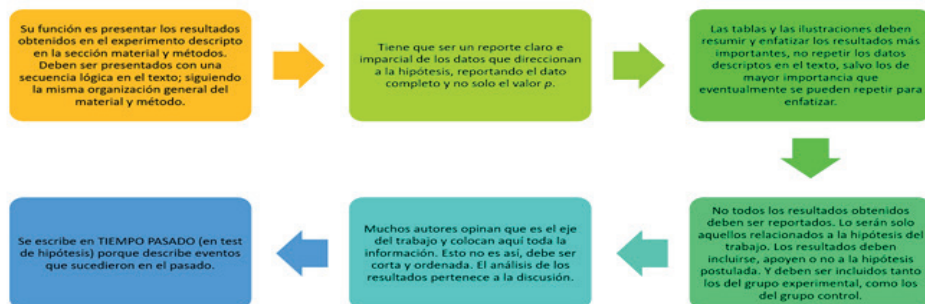 Su función es presentar los resultados
obtenidos en el experimento descripto
en la sección material y métodos.
Deben ser presentados con una
secuencia lógica en el texto; siguiendo
la misma organización general del
material y método.
Tiene que ser un reporte claro e
imparcial de los datos que direccionan
a la hipótesis, reportando el dato
completo y no solo el valor p.
Las tablas y las ilustraciones deben
resumir y enfatizar los resultados más
importantes, no repetir los datos
descriptos en el texto, salvo los de
mayor importancia que
eventualmente se pueden repetir para
enfatizar.
No todos los resultados obtenidos
deben ser reportados. Lo serán solo
aquellos relacionados a la hipótesis del
trabajo. Los resultados deben
incluirse, apoyen o no a la hipótesis
postulada. Y deben ser incluidos tanto
los del grupo experimental, como los
del grupo control.
Muchos autores opinan que es el eje
del trabajo y colocan aquí toda la
información. Esto no es así, debe ser
corta y ordenada. El análisis de los
resultados pertenece a la discusión.
Se escribe en TIEMPO PASADO (en test
de hipótesis) porque describe eventos
que sucedieron en el pasado.